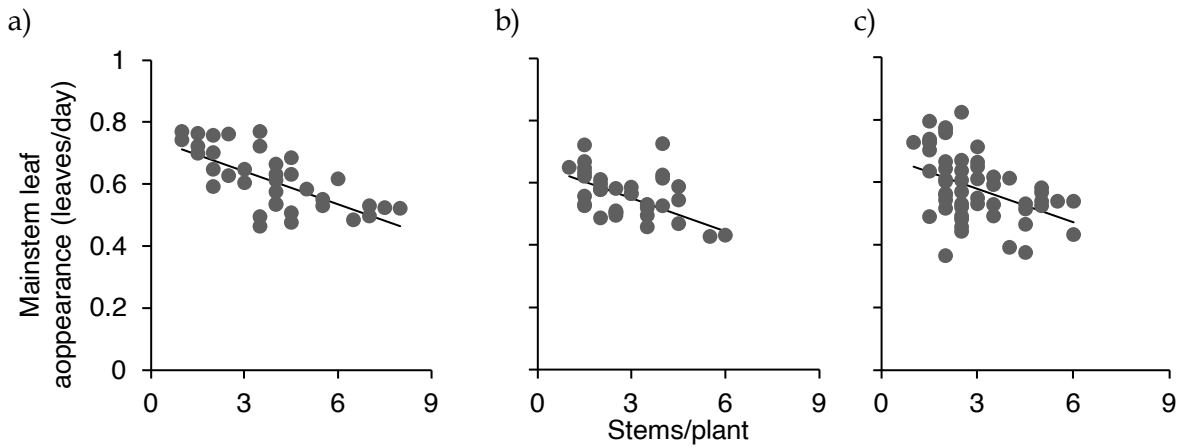 a)
b)
c)
Mainstem leaf
aoppearance (leaves/day)
1
0.8
0.6
0.4
0.2
0
0 3 6 9
0 3 6 9
0 3 6 9
Stems/plant